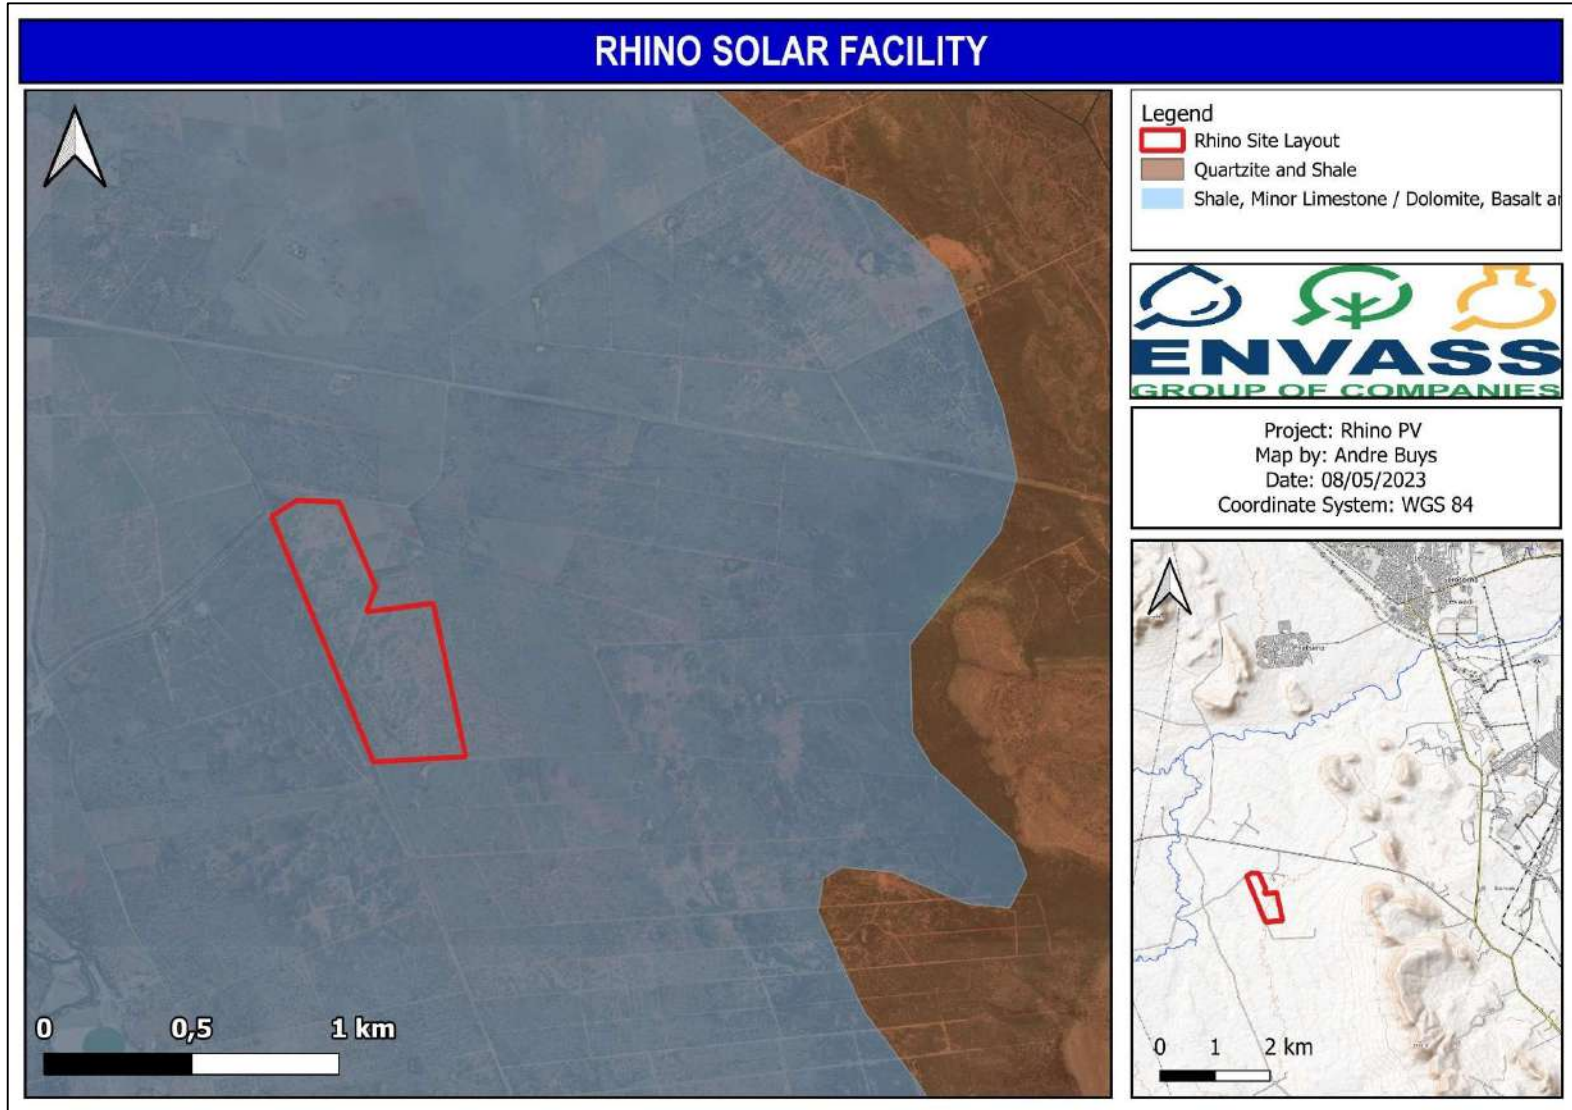 RHINO SOLAR FACILITY
Legend
Rhino Site Layout
Quartzite and Shale
Shale, Minor Limestone / Dolomite, Basalt ar
ENVASS
GROUP OF COMPANIES
Project: Rhino PV
Map by: Andre Buys
Date: 08/05/2023
Coordinate System: WGS 84
0 0,5 1 km
0 1 2 km